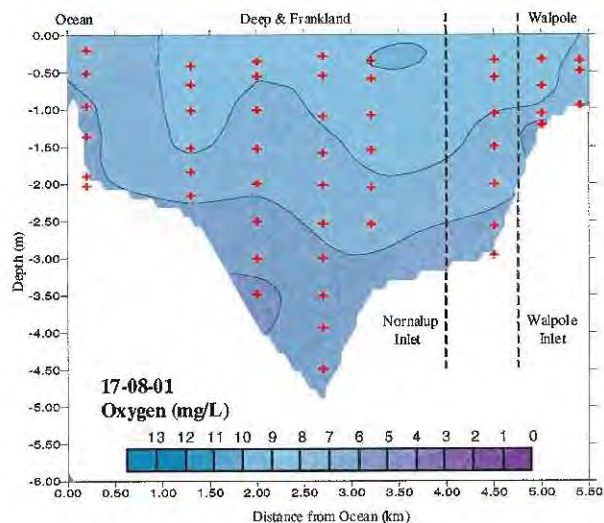 Ocean Deep & Frankland Walpole
0.00
-0.50
-1.00
-1.50
-2.00
-2.50
-3.00
-3.50
-4.00
-4.50
-5.00
-5.50
-6.00
Depth (m)
Nornalup Inlet
Walpole Inlet
17-08-01
Oxygen (mg/L)
13 12 11 10 9 8 7 6 5 4 3 2 1 0
0.00 0.50 1.00 1.50 2.00 2.50 3.00 3.50 4.00 4.50 5.00 5.50
Distance from Ocean (km)